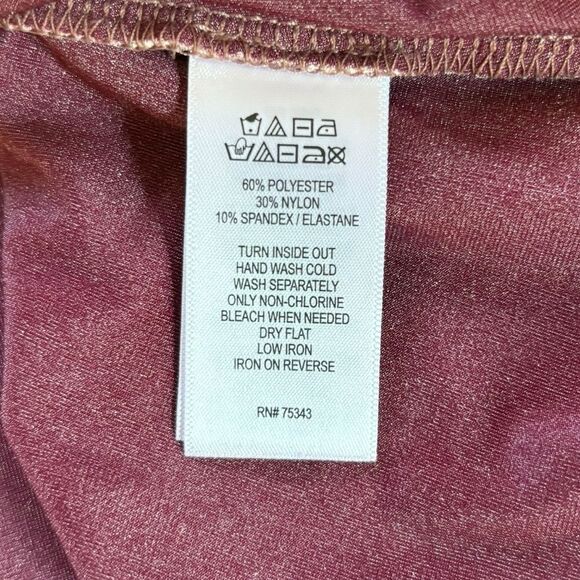 60% POLYESTER
30% NYLON
10% SPANDEX / ELASTANE
TURN INSIDE OUT
HAND WASH COLD
WASH SEPARATELY
ONLY NON-CHLORINE
BLEACH WHEN NEEDED
DRY FLAT
LOW IRON
IRON ON REVERSE
RN# 75343